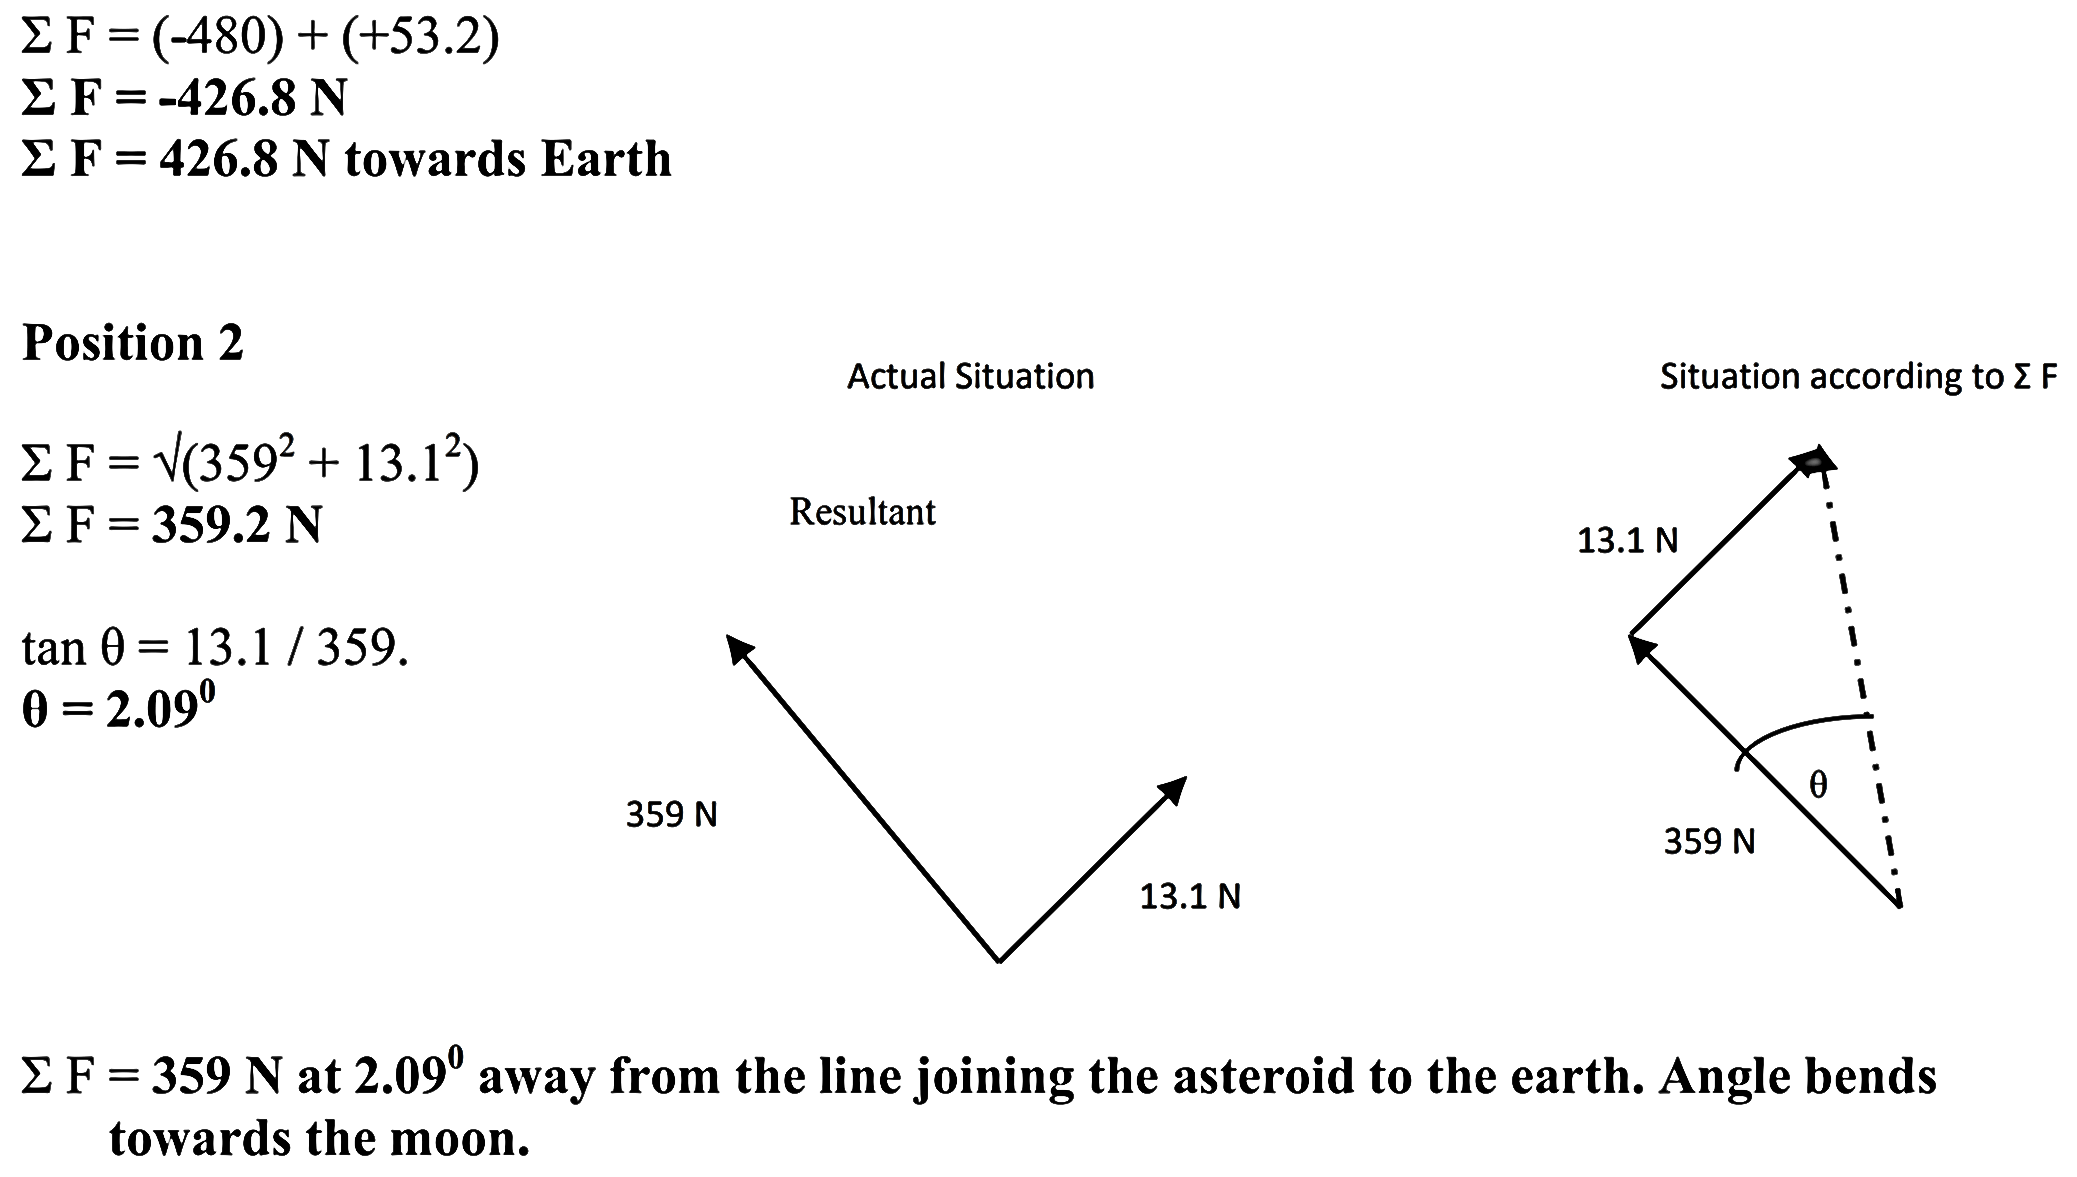 Σ F = (-480) + (+53.2)
Σ F = -426.8 N
Σ F = 426.8 N towards Earth
Position 2
Actual Situation
Situation according to Σ F
Σ F = √(359² + 13.1²)
Σ F = 359.2 N
Resultant
13.1 N
tan θ = 13.1 / 359.
θ = 2.09⁰
359 N
13.1 N
θ
359 N
Σ F = 359 N at 2.09⁰ away from the line joining the asteroid to the earth. Angle bends
towards the moon.